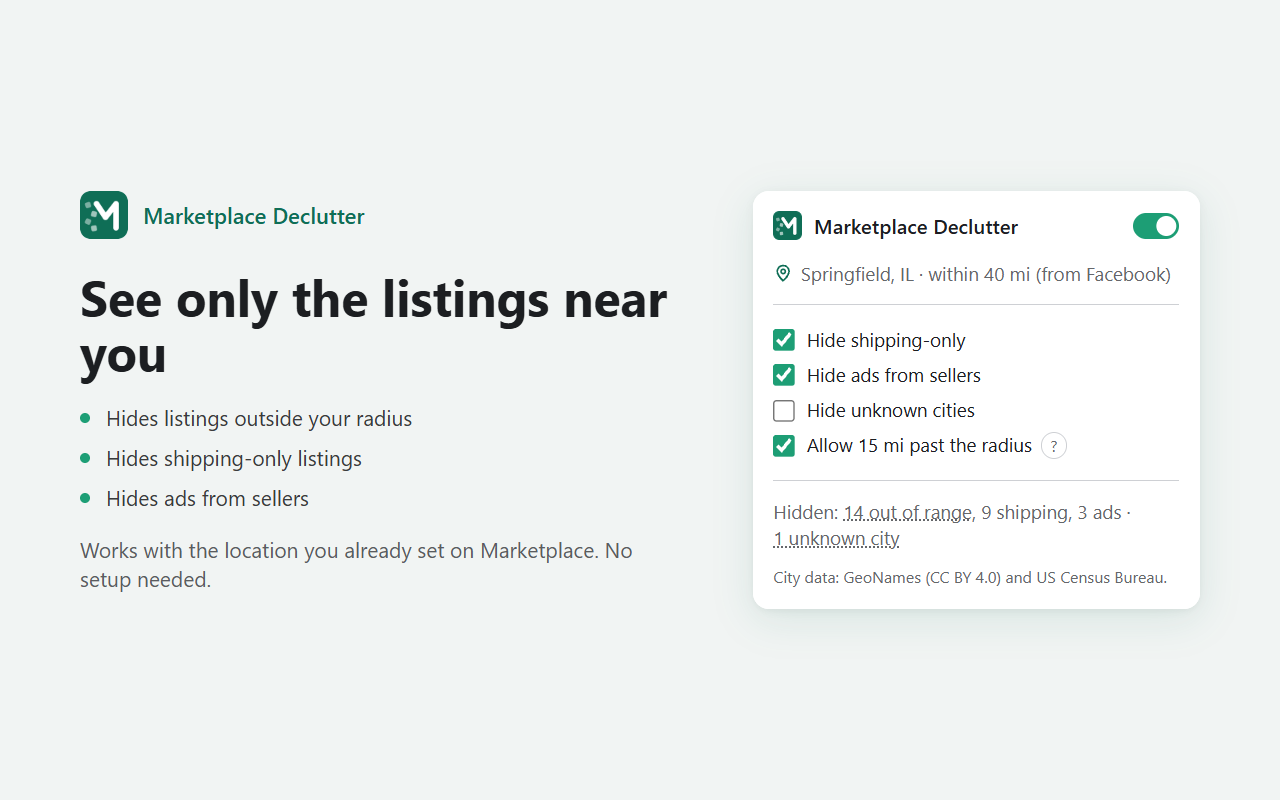 Marketplace Declutter
See only the listings near
you
Hides listings outside your radius
Hides shipping-only listings
Hides ads from sellers
Works with the location you already set on Marketplace. No
setup needed.
Marketplace Declutter
Springfield, IL · within 40 mi (from Facebook)
Hide shipping-only
Hide ads from sellers
Hide unknown cities
Allow 15 mi past the radius ?
Hidden: 14 out of range, 9 shipping, 3 ads ·
1 unknown city
City data: GeoNames (CC BY 4.0) and US Census Bureau.